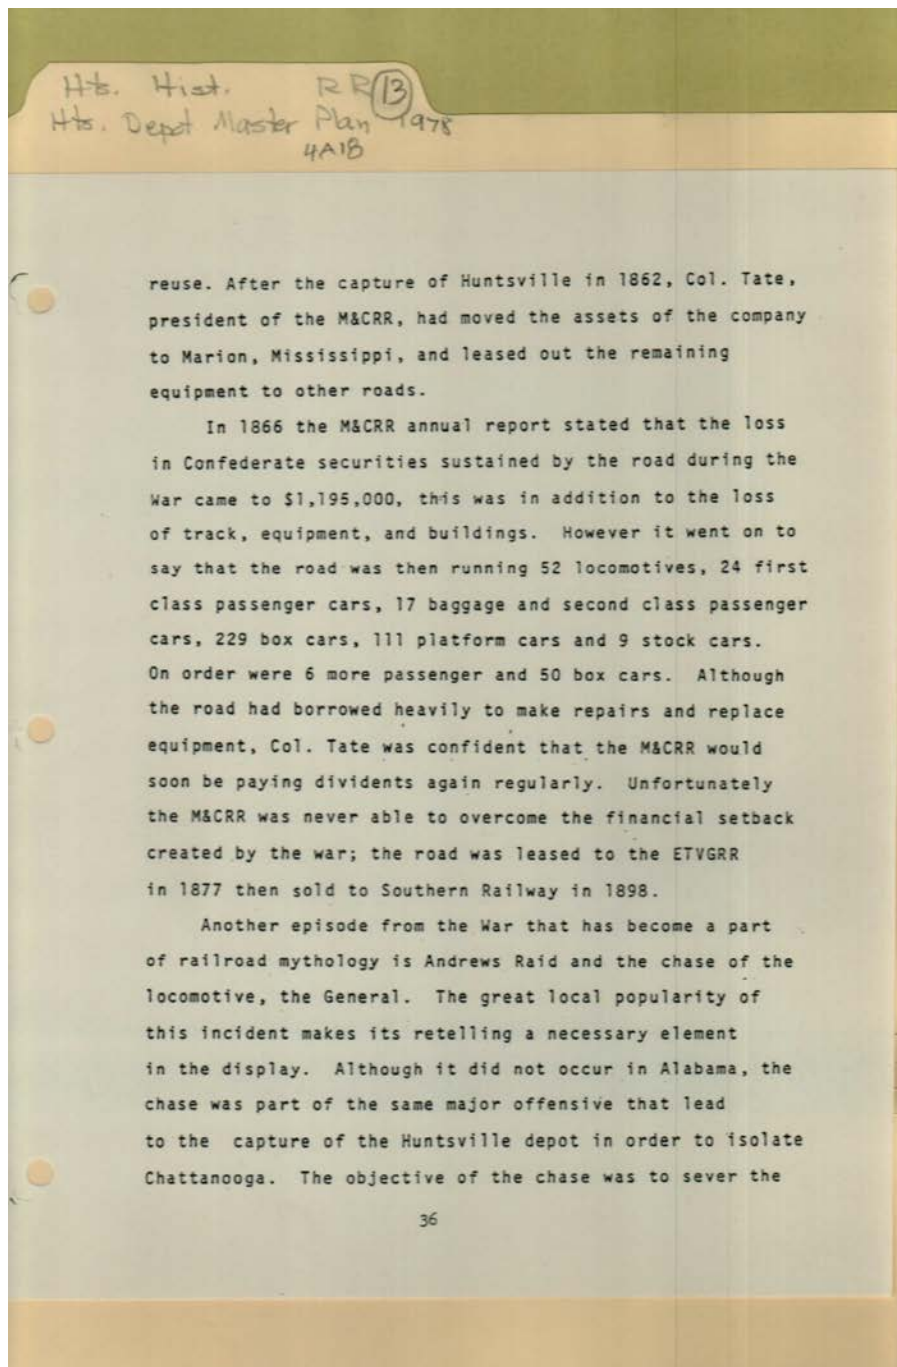 Hts. Hist. RR 13
Hts. Depot Master Plan 1978
4A1B
reuse. After the capture of Huntsville in 1862, Col. Tate,
president of the M&CRR, had moved the assets of the company
to Marion, Mississippi, and leased out the remaining
equipment to other roads.
In 1866 the M&CRR annual report stated that the loss
in Confederate securities sustained by the road during the
War came to $1,195,000, this was in addition to the loss
of track, equipment, and buildings. However it went on to
say that the road was then running 52 locomotives, 24 first
class passenger cars, 17 baggage and second class passenger
cars, 229 box cars, 111 platform cars and 9 stock cars.
On order were 6 more passenger and 50 box cars. Although
the road had borrowed heavily to make repairs and replace
equipment, Col. Tate was confident that the M&CRR would
soon be paying dividents again regularly. Unfortunately
the M&CRR was never able to overcome the financial setback
created by the war; the road was leased to the ETVGRR
in 1877 then sold to Southern Railway in 1898.
Another episode from the War that has become a part
of railroad mythology is Andrews Raid and the chase of the
locomotive, the General. The great local popularity of
this incident makes its retelling a necessary element
in the display. Although it did not occur in Alabama, the
chase was part of the same major offensive that lead
to the capture of the Huntsville depot in order to isolate
Chattanooga. The objective of the chase was to sever the
36